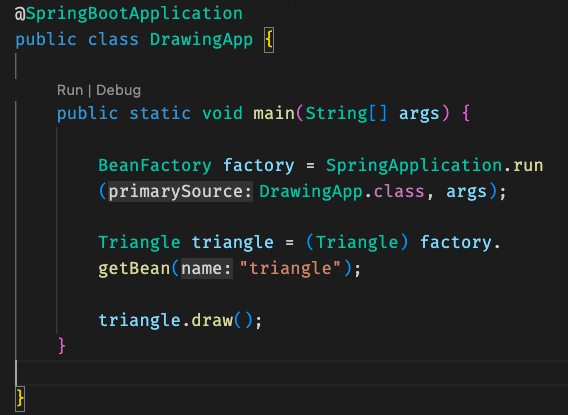 @SpringBootApplication
public class DrawingApp {
Run | Debug
public static void main(String[] args) {
BeanFactory factory = SpringApplication.run
(primarySource: DrawingApp.class, args);
Triangle triangle = (Triangle) factory.
getBean(name: "triangle");
triangle.draw();
}
}